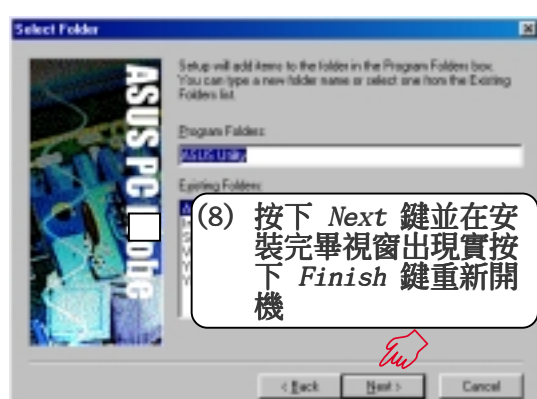 Select Folder
Setup will add items to the folder in the Program Folders box.
You can type a new folder name or select one from the Existing
Folders list.
Program Folders:
ASUS Utility
Existing Folders:
ASUS PC Probe
(8) 按下 Next 鍵並在安
裝完畢視窗出現實按
下 Finish 鍵重新開
機
< Back
Next >
Cancel